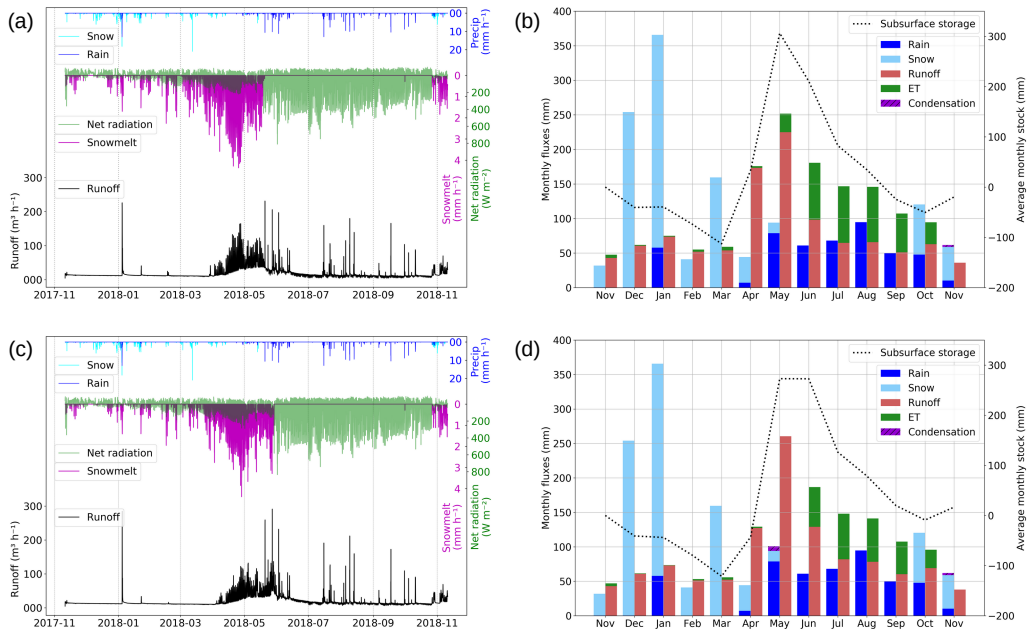 (a)
Snow
Rain
00
10
20
Precip
(mm h⁻¹)
Net radiation
Snowmelt
0
1
2
3
4
200
400
600
800
Snowmelt
(mm h⁻¹)
Net radiation
(W m⁻²)
Runoff
300
200
100
000
Runoff (m³ h⁻¹)
2017-11
2018-01
2018-03
2018-05
2018-07
2018-09
2018-11
(b)
Subsurface storage
Rain
Snow
Runoff
ET
Condensation
400
350
300
250
200
150
100
50
0
Monthly fluxes (mm)
300
200
100
0
−100
−200
Average monthly stock (mm)
Nov
Dec
Jan
Feb
Mar
Apr
May
Jun
Jul
Aug
Sep
Oct
Nov
(c)
Snow
Rain
00
10
20
Precip
(mm h⁻¹)
Net radiation
Snowmelt
0
1
2
3
4
200
400
600
800
Snowmelt
(mm h⁻¹)
Net radiation
(W m⁻²)
Runoff
300
200
100
000
Runoff (m³ h⁻¹)
2017-11
2018-01
2018-03
2018-05
2018-07
2018-09
2018-11
(d)
Subsurface storage
Rain
Snow
Runoff
ET
Condensation
400
350
300
250
200
150
100
50
0
Monthly fluxes (mm)
300
200
100
0
−100
−200
Average monthly stock (mm)
Nov
Dec
Jan
Feb
Mar
Apr
May
Jun
Jul
Aug
Sep
Oct
Nov